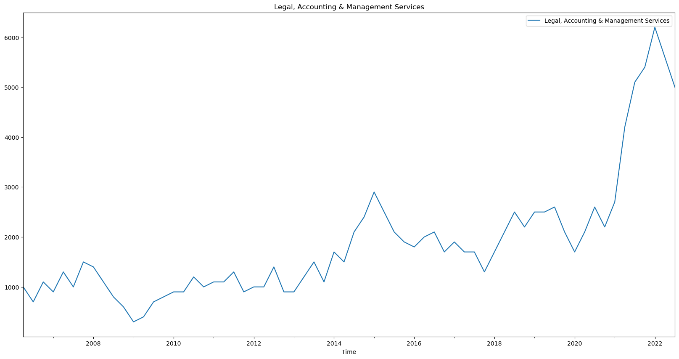 Legal, Accounting & Management Services
Legal, Accounting & Management Services
6000
5000
4000
3000
2000
1000
2008 2010 2012 2014 2016 2018 2020 2022
Time